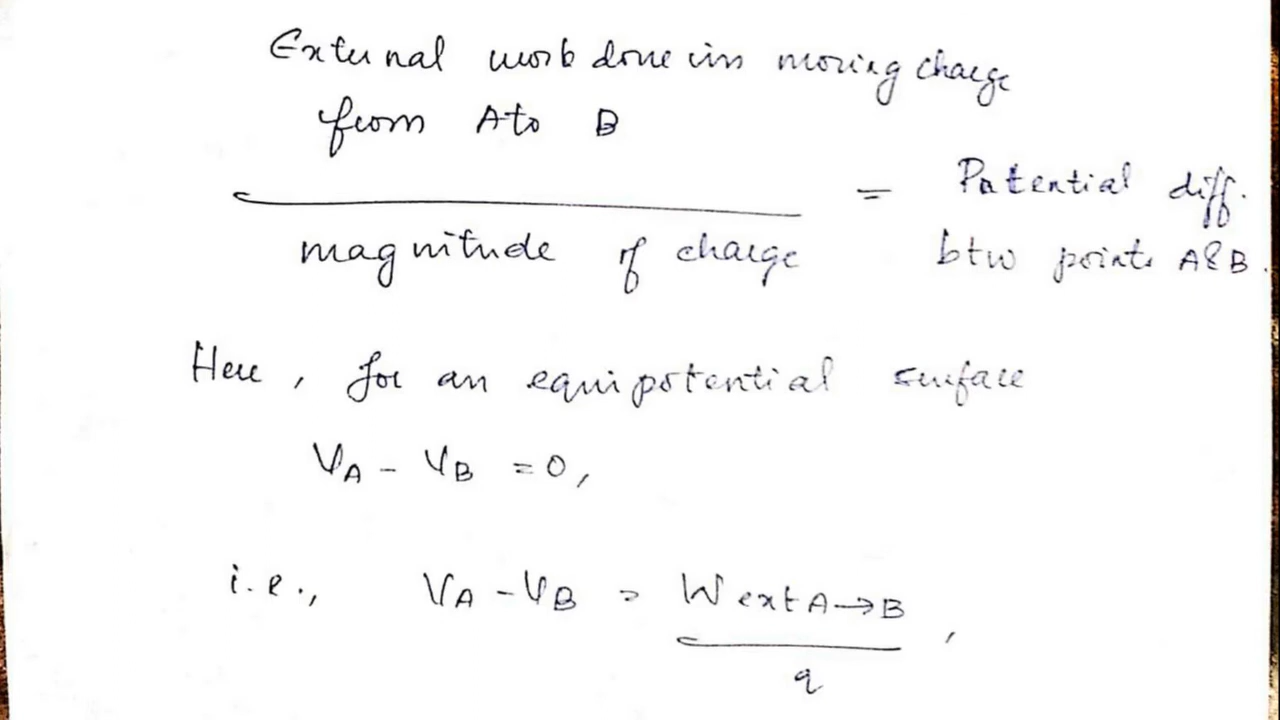 External work done in moving charge
from A to B
= Potential diff.
magnitude of charge btw points A&B.
Here, for an equipotential surface
VA - VB = 0,
i.e., VA - VB = Wext A→B ,
q